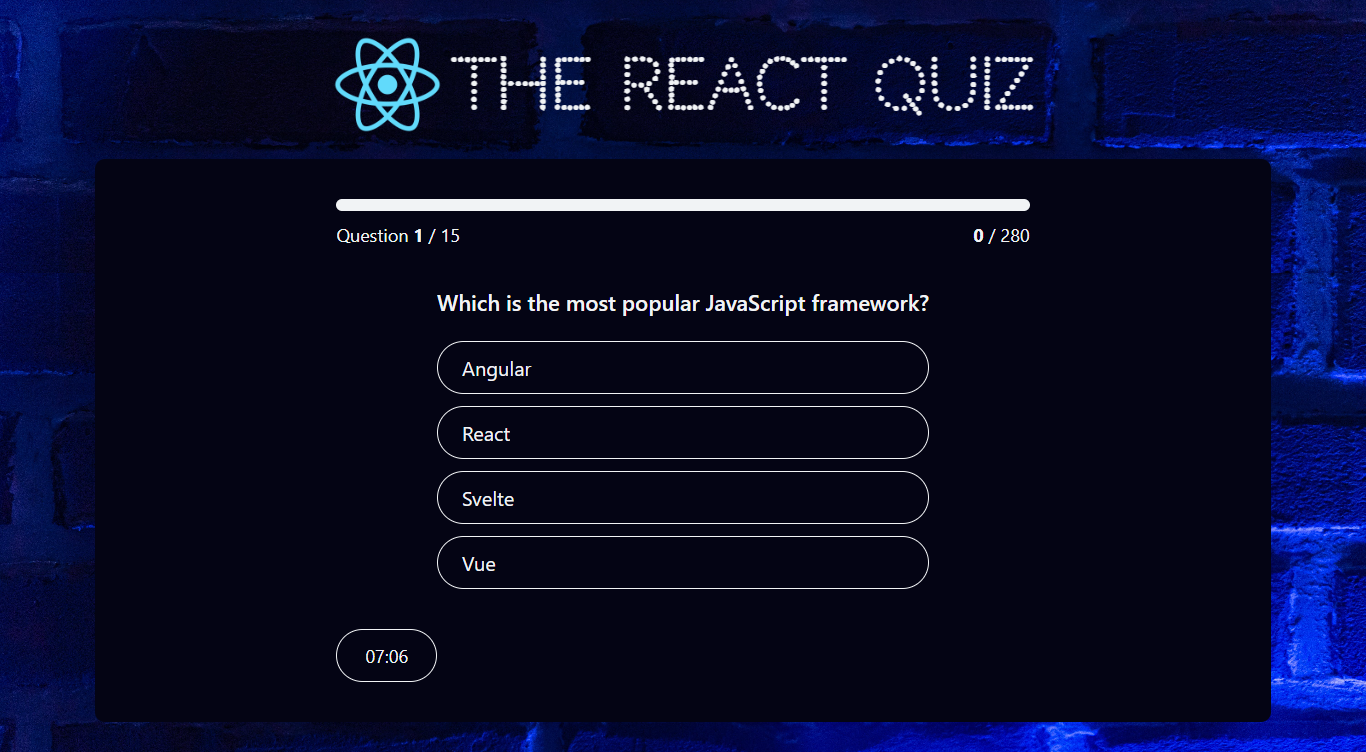 THE REACT QUIZ
Question 1 / 15
0 / 280
Which is the most popular JavaScript framework?
Angular
React
Svelte
Vue
07:06